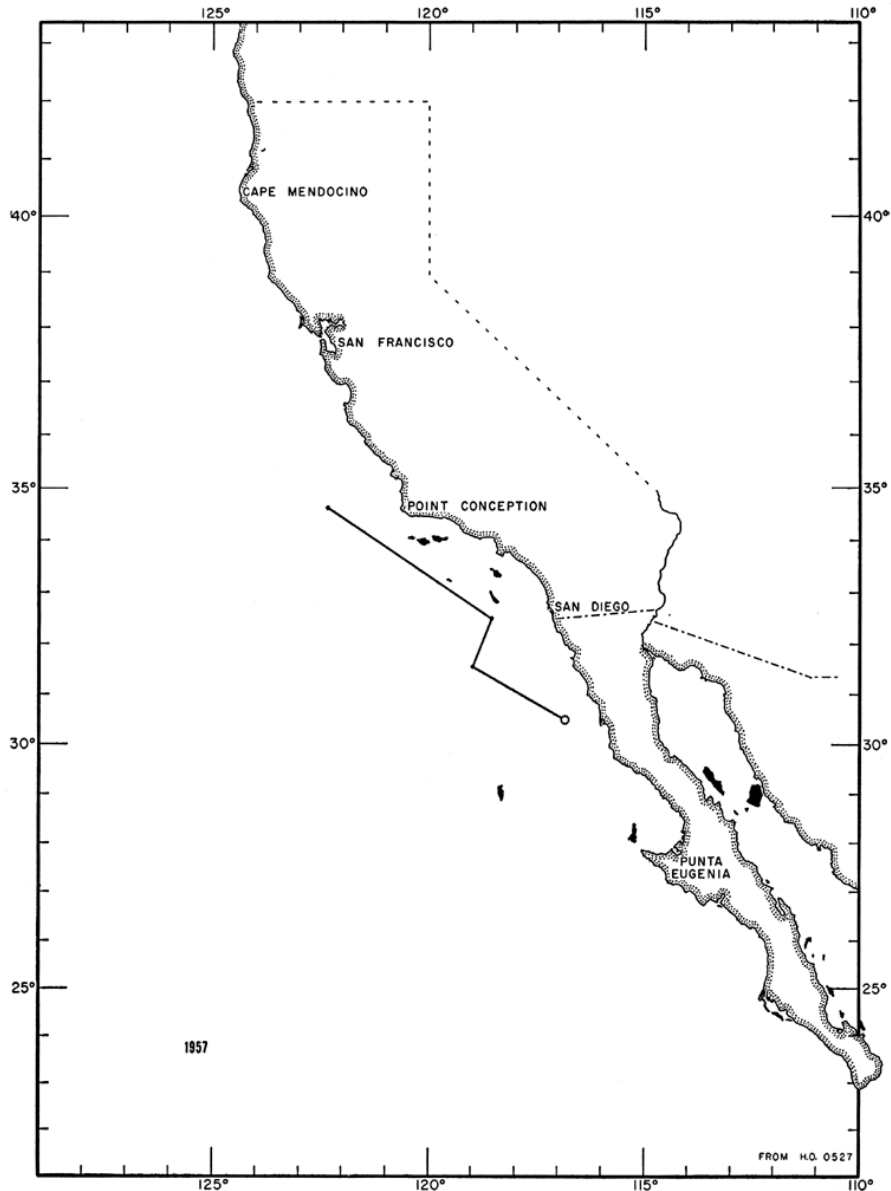 125°
120°
115°
110°
CAPE MENDOCINO
40°
40°
SAN FRANCISCO
35°
35°
POINT CONCEPTION
SAN DIEGO
30°
30°
PUNTA
EUGENIA
25°
25°
1957
FROM H.O. 0527
125°
120°
115°
110°